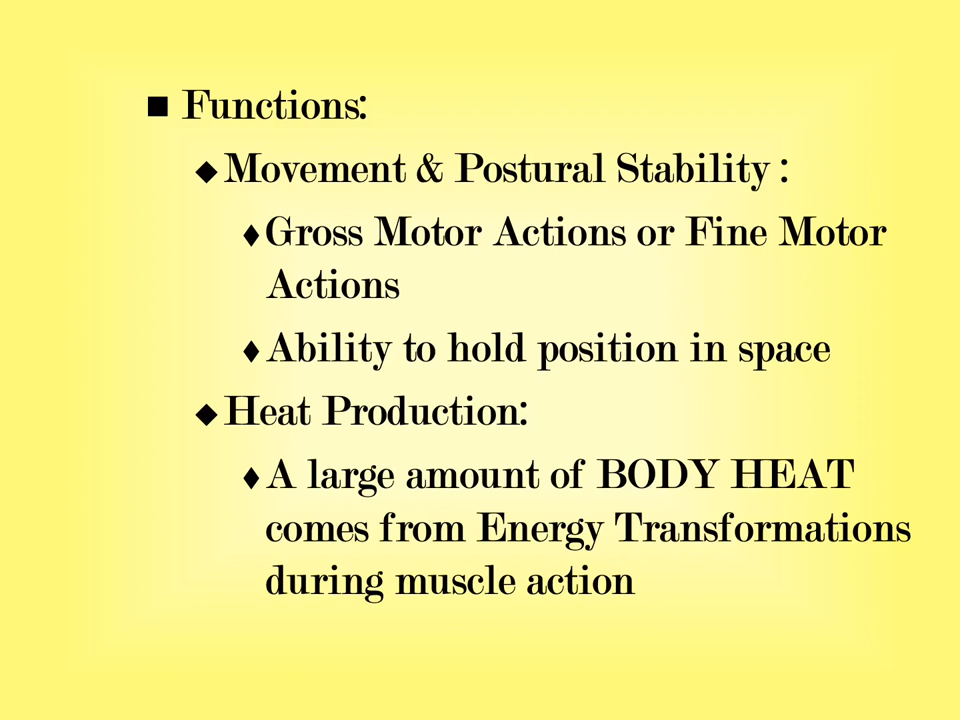 Functions:
Movement & Postural Stability :
Gross Motor Actions or Fine Motor
Actions
Ability to hold position in space
Heat Production:
A large amount of BODY HEAT
comes from Energy Transformations
during muscle action